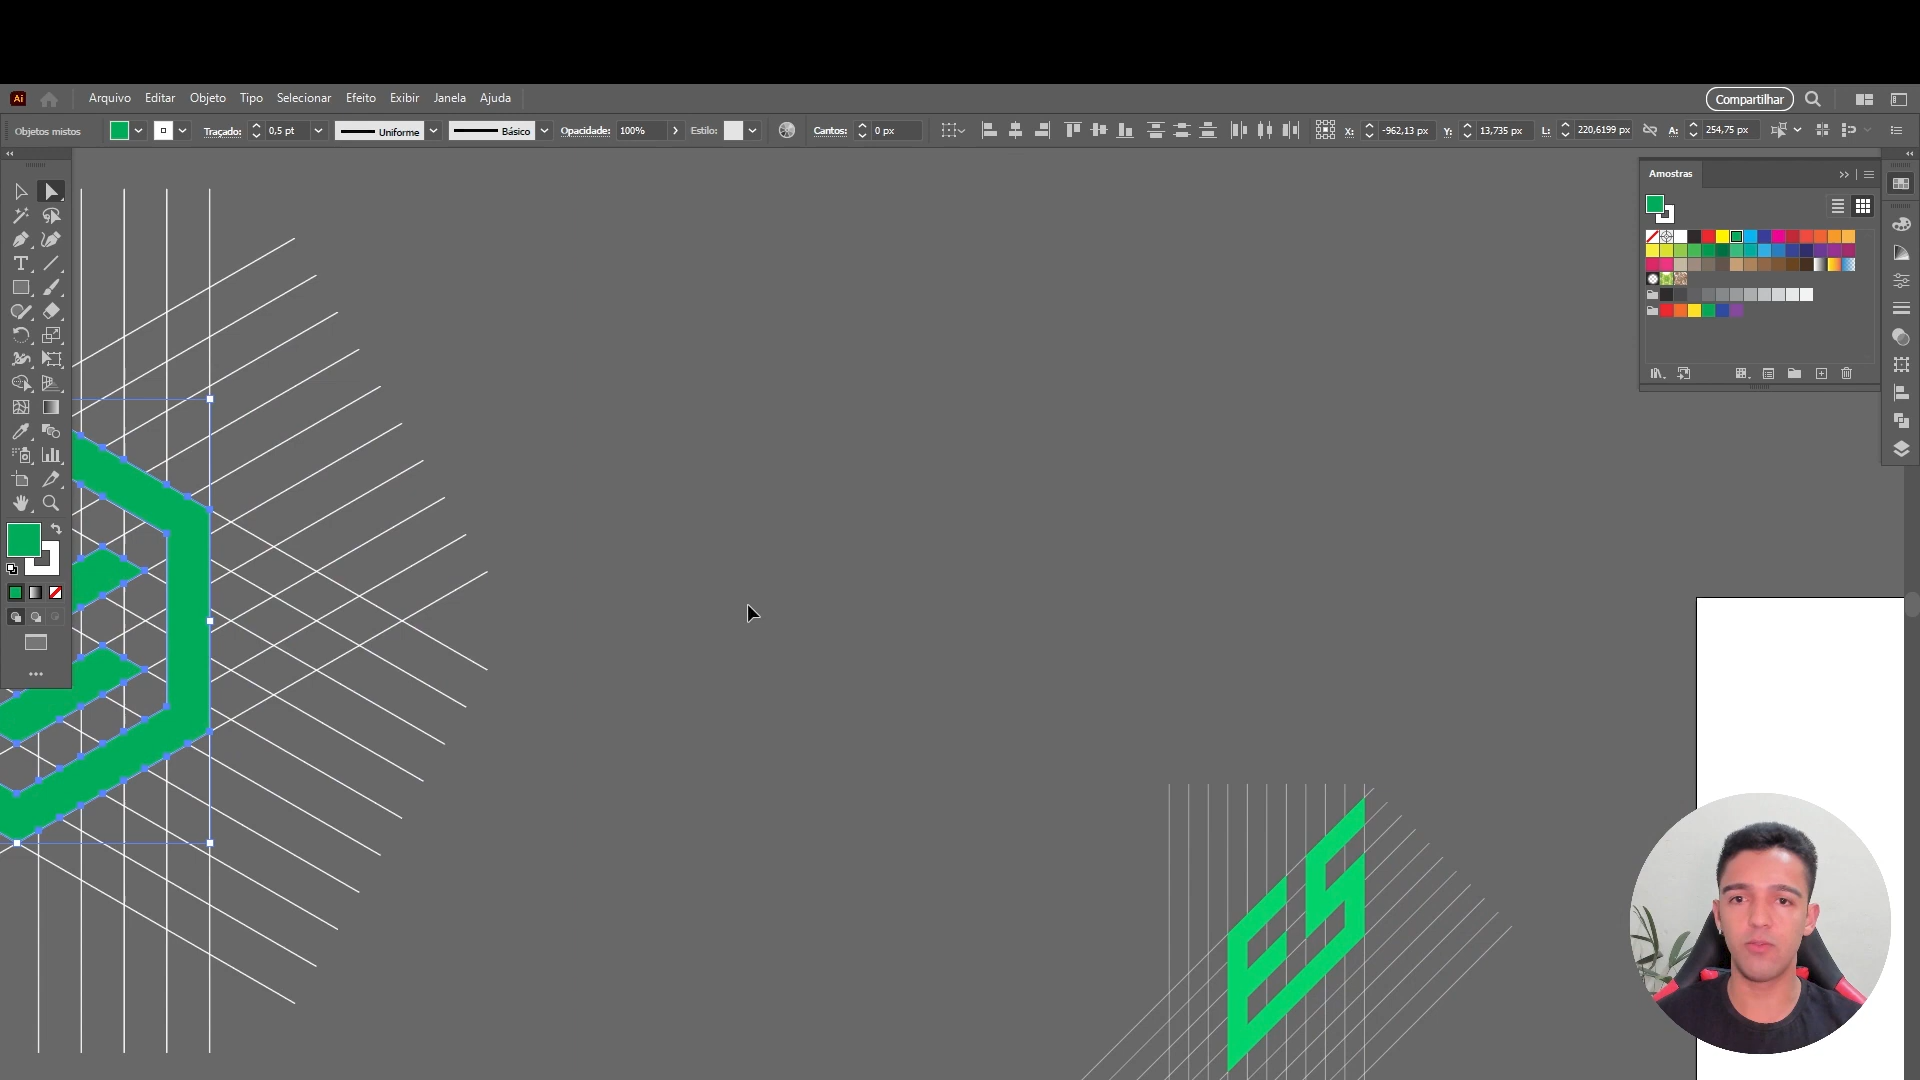 Ai Arquivo Editar Objeto Tipo Selecionar Efeito Exibir Janela Ajuda Compartilhar
Objetos mistos Traçado: 0,5 pt Uniforme Básico Opacidade: 100% Estilo: Cantos: 0 px X: -962,13 px Y: 13,735 px L: 220,6199 px A: 254,75 px
Amostras
ES